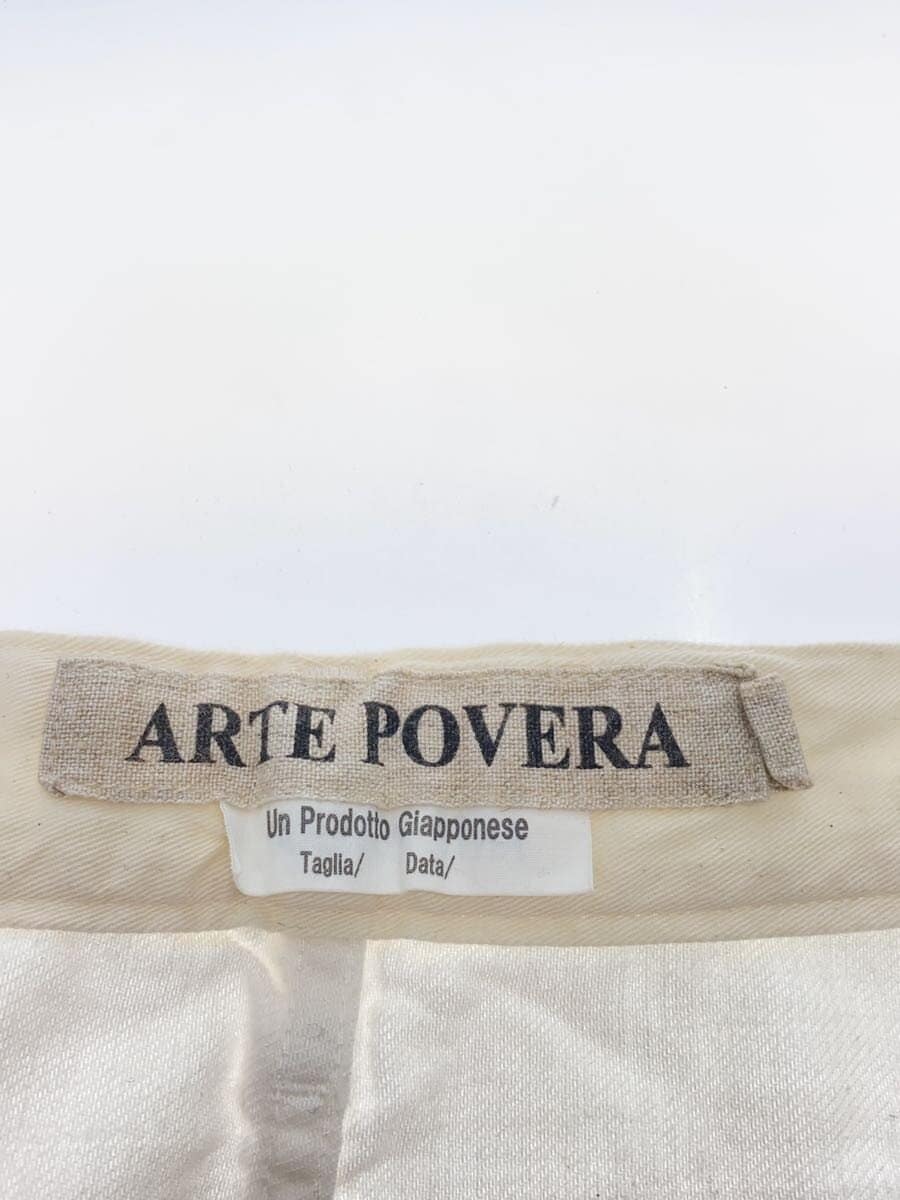 ARTE POVERA
Un Prodotto Giapponese
Taglia/ Data/